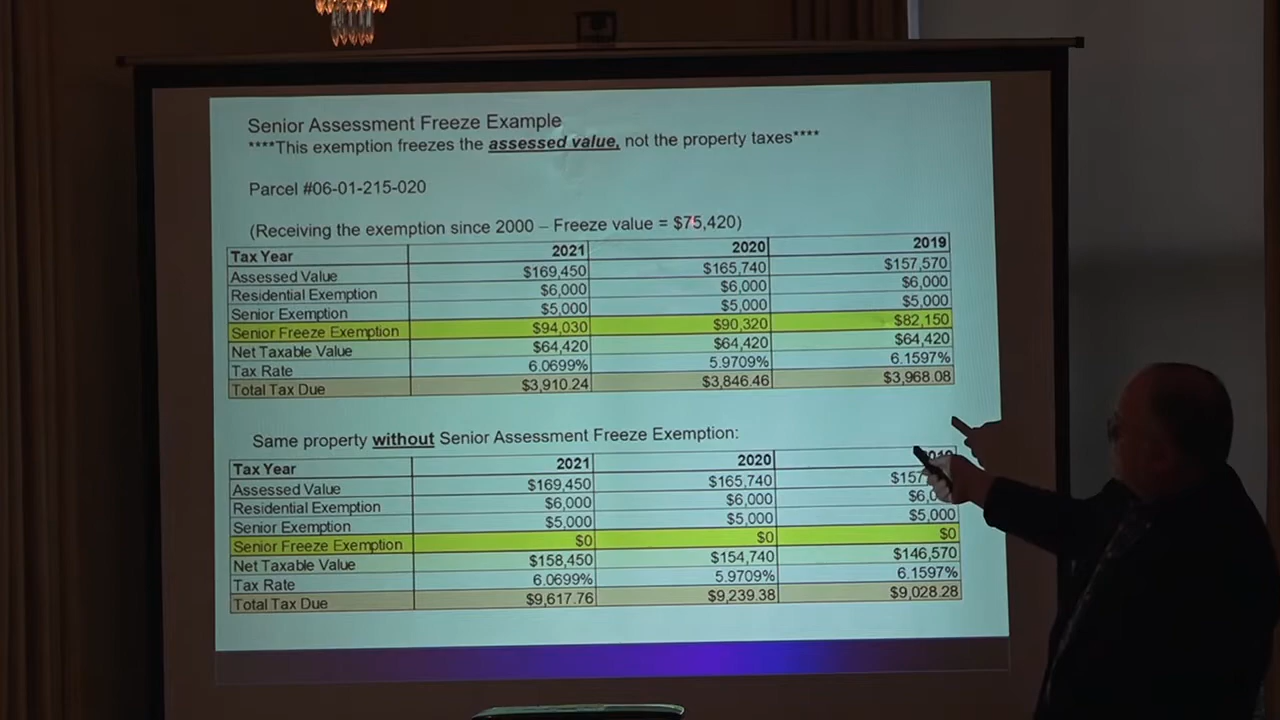 Senior Assessment Freeze Example
****This exemption freezes the assessed value, not the property taxes****
Parcel #06-01-215-020
(Receiving the exemption since 2000 – Freeze value = $75,420)
Tax Year 2021 2020 2019
Assessed Value $169,450 $165,740 $157,570
Residential Exemption $6,000 $6,000 $6,000
Senior Exemption $5,000 $5,000 $5,000
Senior Freeze Exemption $94,030 $90,320 $82,150
Net Taxable Value $64,420 $64,420 $64,420
Tax Rate 6.0699% 5.9709% 6.1597%
Total Tax Due $3,910.24 $3,846.46 $3,968.08
Same property without Senior Assessment Freeze Exemption:
Tax Year 2021 2020
Assessed Value $169,450 $165,740
Residential Exemption $6,000 $6,000
Senior Exemption $5,000 $5,000 $5,000
Senior Freeze Exemption $0 $0 $0
Net Taxable Value $158,450 $154,740 $146,570
Tax Rate 6.0699% 5.9709% 6.1597%
Total Tax Due $9,617.76 $9,239.38 $9,028.28